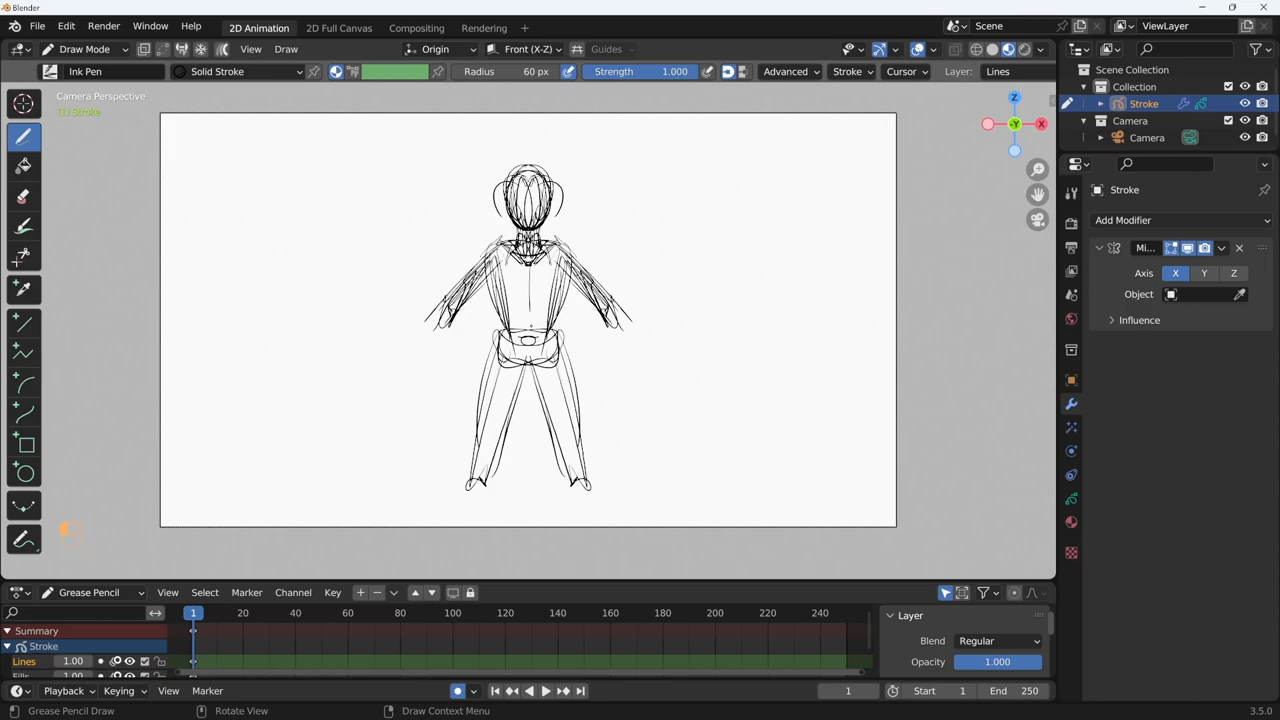 Blender
File Edit Render Window Help 2D Animation 2D Full Canvas Compositing Rendering Scene ViewLayer
Draw Mode View Draw Origin Front (X-Z) Guides
Ink Pen Solid Stroke Radius 60 px Strength 1.000 Advanced Stroke Cursor Layer: Lines
Scene Collection
Collection
Stroke
Camera
Camera
Camera Perspective
(1) Stroke
Z
-Y
X
Stroke
Add Modifier
Mi...
Axis X Y Z
Object
Influence
Grease Pencil View Select Marker Channel Key
1 20 40 60 80 100 120 140 160 180 200 220 240
Summary
Stroke
Lines 1.00
Layer
Blend Regular
Opacity 1.000
Playback Keying View Marker 1 Start 1 End 250
Grease Pencil Draw Rotate View Draw Context Menu 3.5.0